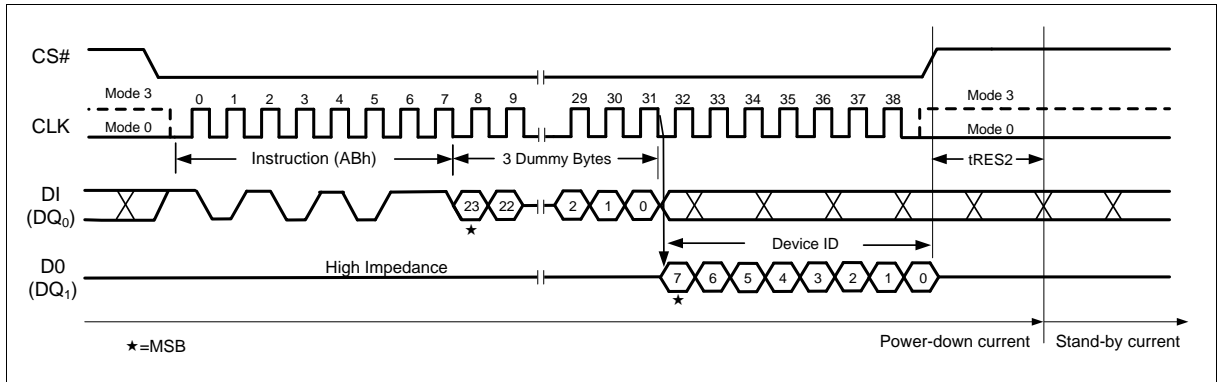 CS#
Mode 3 0 1 2 3 4 5 6 7 8 9 29 30 31 32 33 34 35 36 37 38 Mode 3
CLK Mode 0 Mode 0
Instruction (ABh) 3 Dummy Bytes tRES2
DI
(DQ0) 23 22 2 1 0
★ Device ID
D0
(DQ1) High Impedance 7 6 5 4 3 2 1 0
★
Power-down current Stand-by current
★=MSB